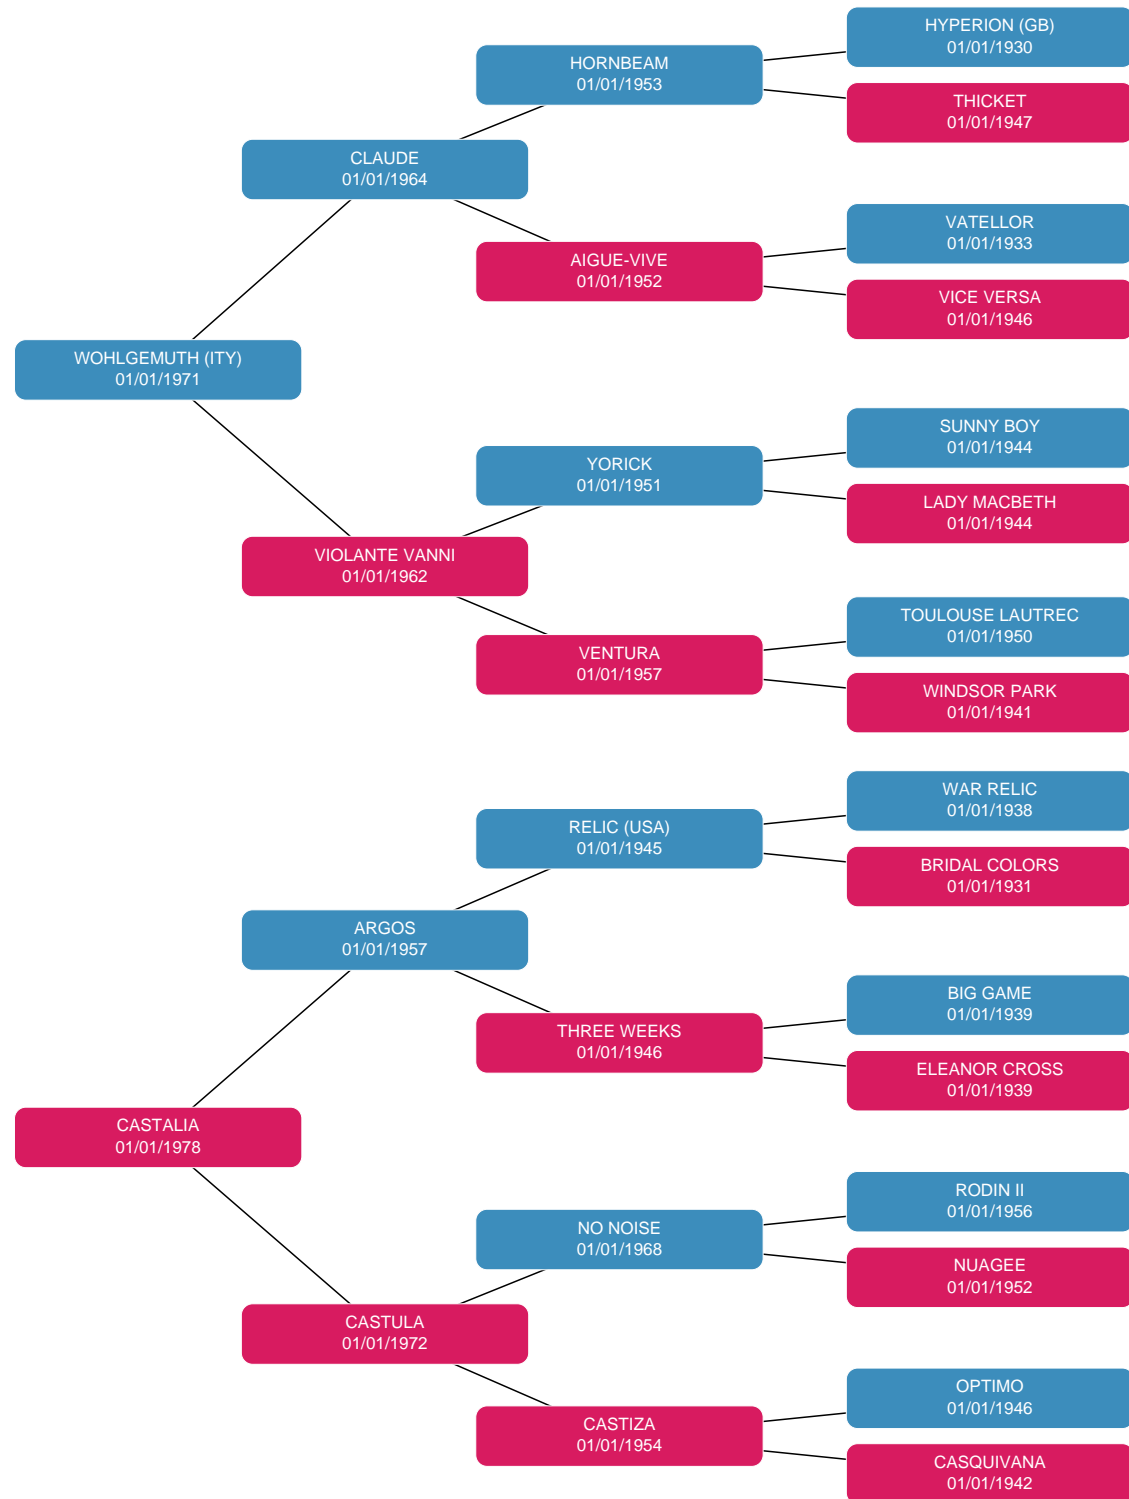 HYPERION (GB)
01/01/1930
HORNBEAM
01/01/1953
THICKET
01/01/1947
CLAUDE
01/01/1964
VATELLOR
01/01/1933
AIGUE-VIVE
01/01/1952
VICE VERSA
01/01/1946
WOHLGEMUTH (ITY)
01/01/1971
SUNNY BOY
01/01/1944
YORICK
01/01/1951
LADY MACBETH
01/01/1944
VIOLANTE VANNI
01/01/1962
TOULOUSE LAUTREC
01/01/1950
VENTURA
01/01/1957
WINDSOR PARK
01/01/1941
WAR RELIC
01/01/1938
RELIC (USA)
01/01/1945
BRIDAL COLORS
01/01/1931
ARGOS
01/01/1957
BIG GAME
01/01/1939
THREE WEEKS
01/01/1946
ELEANOR CROSS
01/01/1939
CASTALIA
01/01/1978
RODIN II
01/01/1956
NO NOISE
01/01/1968
NUAGEE
01/01/1952
CASTULA
01/01/1972
OPTIMO
01/01/1946
CASTIZA
01/01/1954
CASQUIVANA
01/01/1942